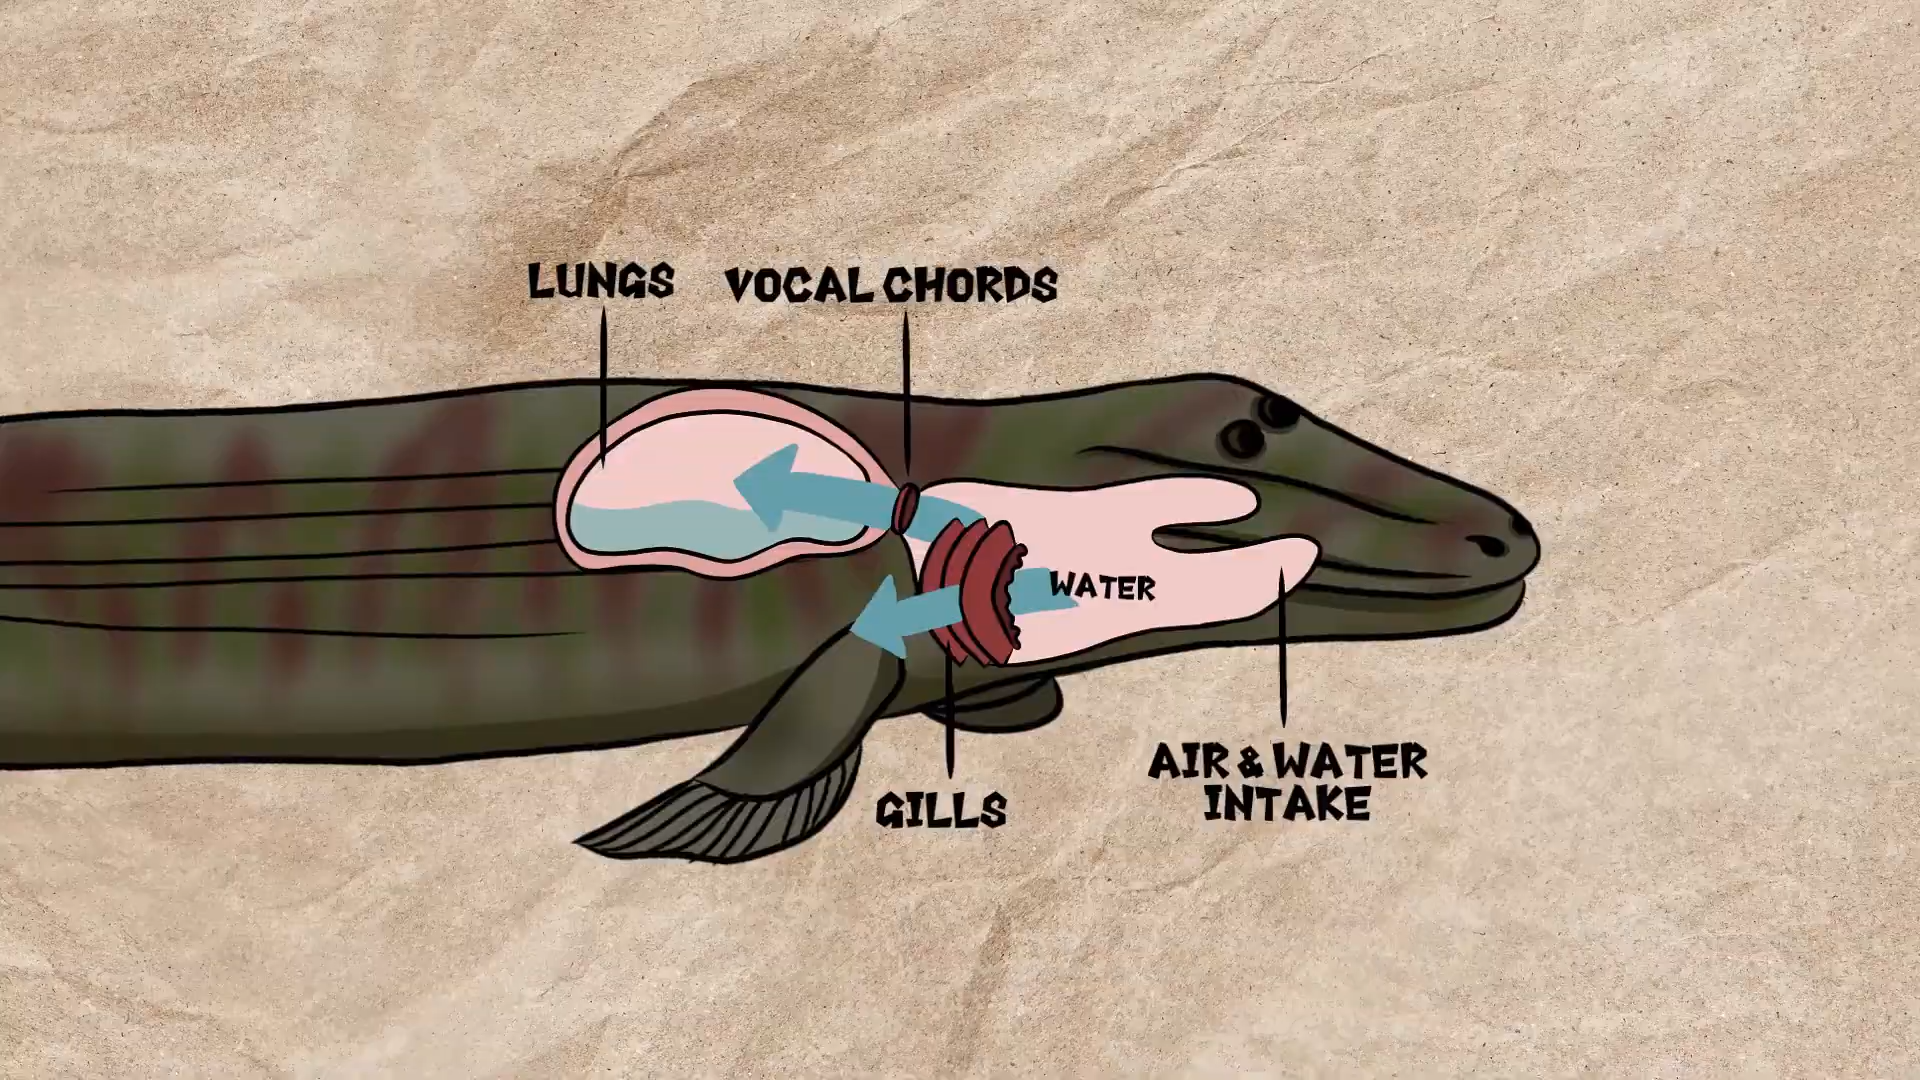 LUNGS
VOCAL CHORDS
WATER
GILLS
AIR & WATER
INTAKE